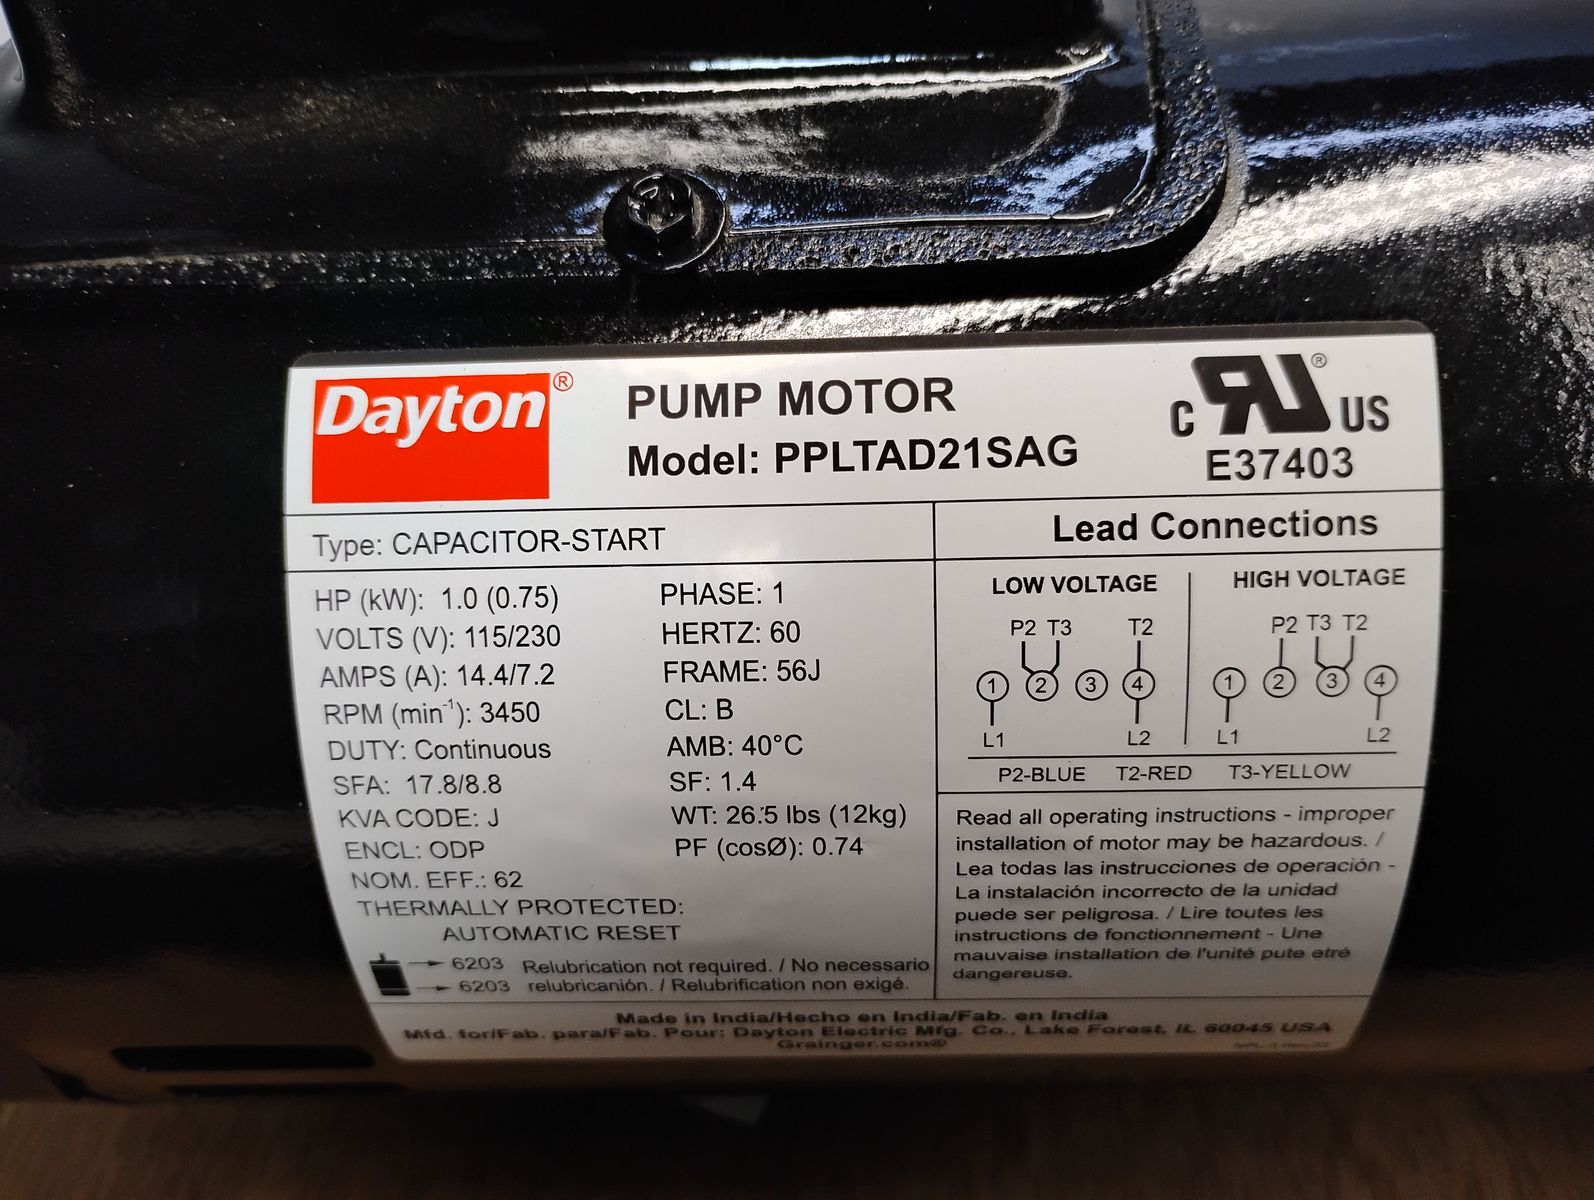 Dayton®
PUMP MOTOR
Model: PPLTAD21SAG
C RU® US
E37403
Type: CAPACITOR-START
HP (kW): 1.0 (0.75)
VOLTS (V): 115/230
AMPS (A): 14.4/7.2
RPM (min⁻¹): 3450
DUTY: Continuous
SFA: 17.8/8.8
KVA CODE: J
ENCL: ODP
NOM. EFF.: 62
THERMALLY PROTECTED:
AUTOMATIC RESET
PHASE: 1
HERTZ: 60
FRAME: 56J
CL: B
AMB: 40°C
SF: 1.4
WT: 26.5 lbs (12kg)
PF (cosØ): 0.74
6203 Relubrication not required. / No necessario
6203 relubricanión. / Relubrification non exigé.
Lead Connections
LOW VOLTAGE
P2 T3 T2
1 2 3 4
L1 L2
HIGH VOLTAGE
P2 T3 T2
1 2 3 4
L1 L2
P2-BLUE T2-RED T3-YELLOW
Read all operating instructions - improper
installation of motor may be hazardous. /
Lea todas las instrucciones de operación -
La instalación incorrecto de la unidad
puede ser peligrosa. / Lire toutes les
instructions de fonctionnement - Une
mauvaise installation de l'unité pute etré
dangereuse.
Made in India/Hecho en India/Fab. en India
Mfd. for/Fab. para/Fab. Pour: Dayton Electric Mfg. Co., Lake Forest, IL 60045 USA
Grainger.com®